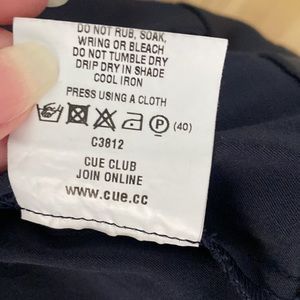 DO NOT RUB, SOAK,
WRING OR BLEACH
DO NOT TUMBLE DRY
DRIP DRY IN SHADE
COOL IRON
PRESS USING A CLOTH
P (40)
C3812
CUE CLUB
JOIN ONLINE
www.cue.cc